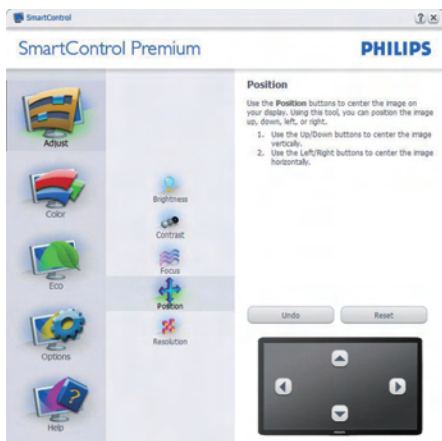 SmartControl
SmartControl Premium
PHILIPS
Adjust
Color
Eco
Options
Help
Brightness
Contrast
Focus
Position
Resolution
Position
Use the Position buttons to center the image on
your display. Using this tool, you can position the image
up, down, left, or right.
1. Use the Up/Down buttons to center the image
vertically.
2. Use the Left/Right buttons to center the image
horizontally.
Undo
Reset
PHILIPS